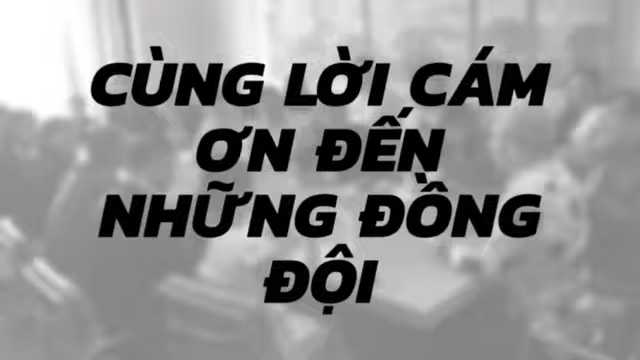 CÙNG LỜI CÁM
ƠN ĐẾN
NHỮNG ĐỒNG
ĐỘI